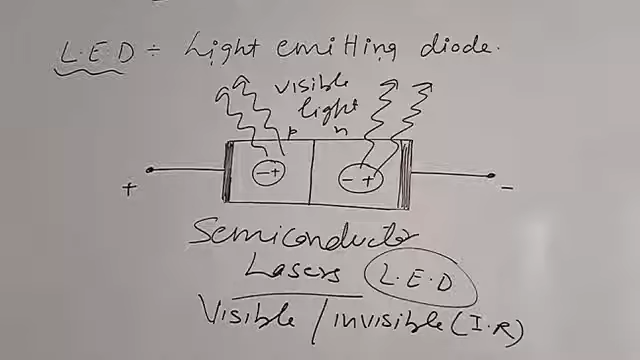 L.E.D ÷ Light emitting diode.
visible
light
p n
- +
- +
+ -
Semiconductor
Lasers L.E.D
Visible / invisible (I.R)